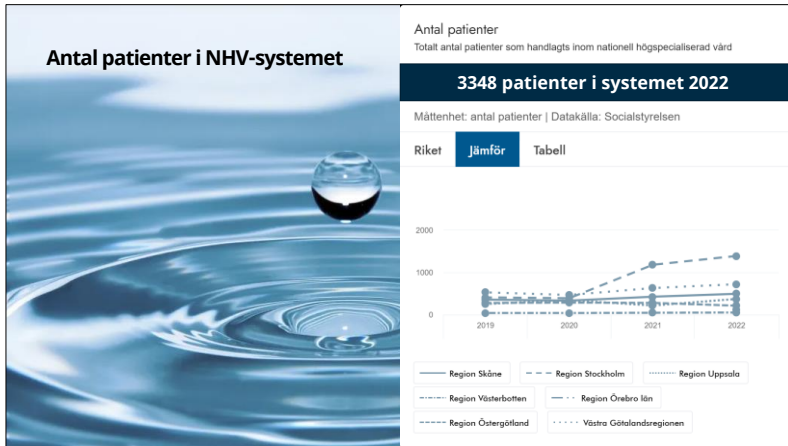 Antal patienter i NHV-systemet
Antal patienter
Totalt antal patienter som handlagts inom nationell högspecialiserad vård
3348 patienter i systemet 2022
Måttenhet: antal patienter | Datakälla: Socialstyrelsen
Riket Jämför Tabell
2000
1000
0
2019 2020 2021 2022
Region Skåne Region Stockholm Region Uppsala
Region Västerbotten Region Örebro län
Region Östergötland Västra Götalandsregionen